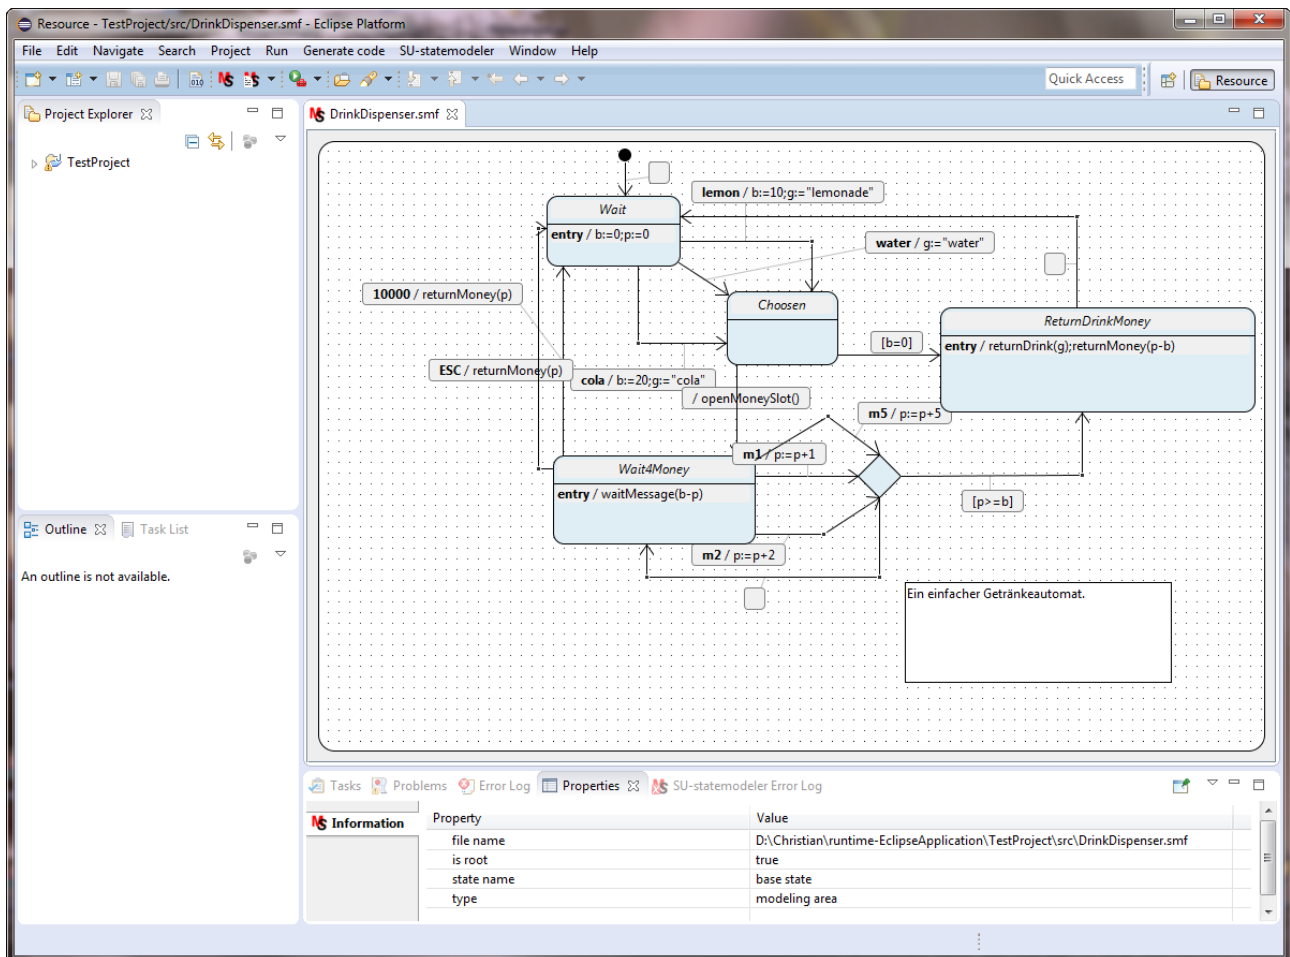 Resource - TestProject/src/DrinkDispenser.smf - Eclipse Platform
File Edit Navigate Search Project Run Generate code SU-statemodeler Window Help
Quick Access
Resource
Project Explorer
TestProject
DrinkDispenser.smf
lemon / b:=10;g:="lemonade"
Wait
entry / b:=0;p:=0
water / g:="water"
10000 / returnMoney(p)
Choosen
ReturnDrinkMoney
entry / returnDrink(g);returnMoney(p-b)
[b=0]
ESC / returnMoney(p)
cola / b:=20;g:="cola"
/ openMoneySlot()
m5 / p:=p+5
m1 / p:=p+1
Wait4Money
entry / waitMessage(b-p)
[p>=b]
m2 / p:=p+2
Ein einfacher Getränkeautomat.
Outline
Task List
An outline is not available.
Tasks
Problems
Error Log
Properties
SU-statemodeler Error Log
Information
Property Value
file name D:\Christian\runtime-EclipseApplication\TestProject\src\DrinkDispenser.smf
is root true
state name base state
type modeling area